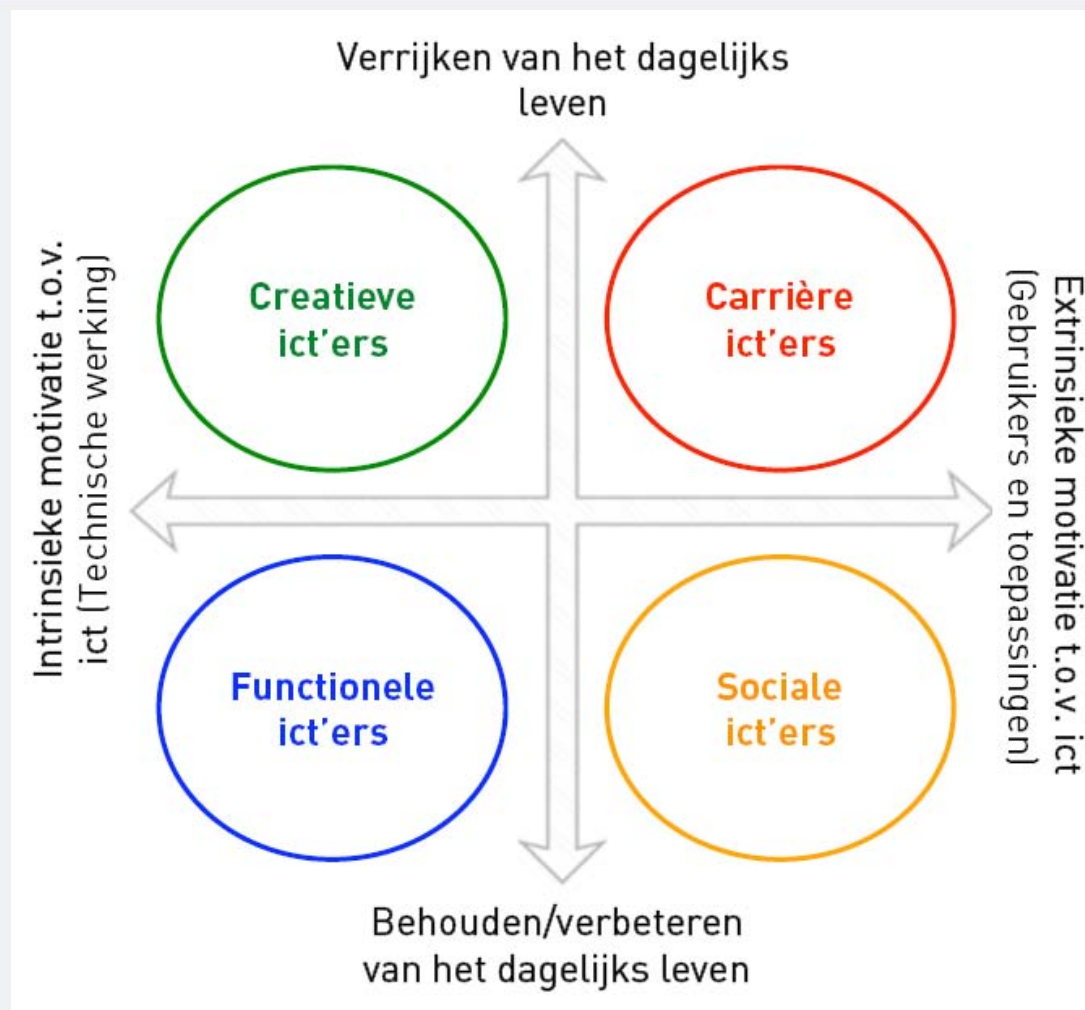 Verrijken van het dagelijks
leven
Intrinsieke motivatie t.o.v.
ict (Technische werking)
Creatieve
ict’ers
Carrière
ict’ers
Extrinsieke motivatie t.o.v. ict
(Gebruikers en toepassingen)
Functionele
ict’ers
Sociale
ict’ers
Behouden/verbeteren
van het dagelijks leven